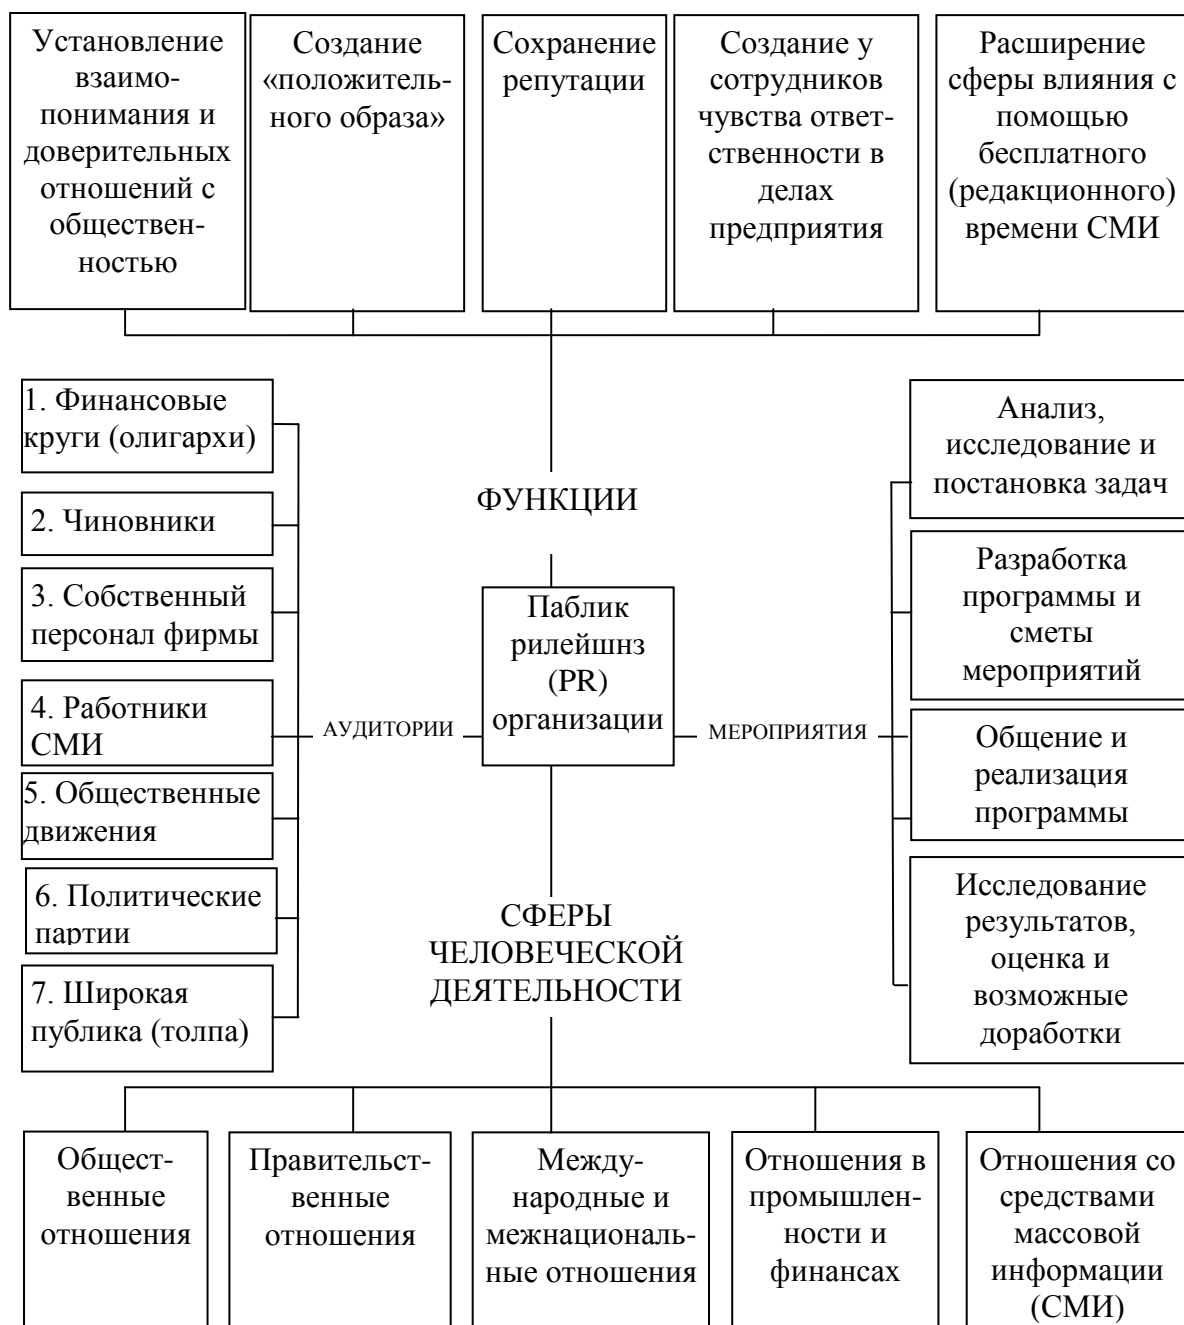 Установление
взаимо-
понимания и
доверительных
отношений с
обществен-
ностью
Создание
«положитель-
ного образа»
Сохранение
репутации
Создание у
сотрудников
чувства ответ-
ственности в
делах
предприятия
Расширение
сферы влияния с
помощью
бесплатного
(редакционного)
времени СМИ
ФУНКЦИИ
1. Финансовые
круги (олигархи)
2. Чиновники
3. Собственный
персонал фирмы
4. Работники
СМИ
5. Общественные
движения
6. Политические
партии
7. Широкая
публика (толпа)
АУДИТОРИИ
Паблик
рилейшнз
(PR)
организации
МЕРОПРИЯТИЯ
Анализ,
исследование и
постановка задач
Разработка
программы и
сметы
мероприятий
Общение и
реализация
программы
Исследование
результатов,
оценка и
возможные
доработки
СФЕРЫ
ЧЕЛОВЕЧЕСКОЙ
ДЕЯТЕЛЬНОСТИ
Общест-
венные
отношения
Правительст-
венные
отношения
Между-
народные и
межнациональ-
ные отношения
Отношения в
промышлен-
ности и
финансах
Отношения со
средствами
массовой
информации
(СМИ)